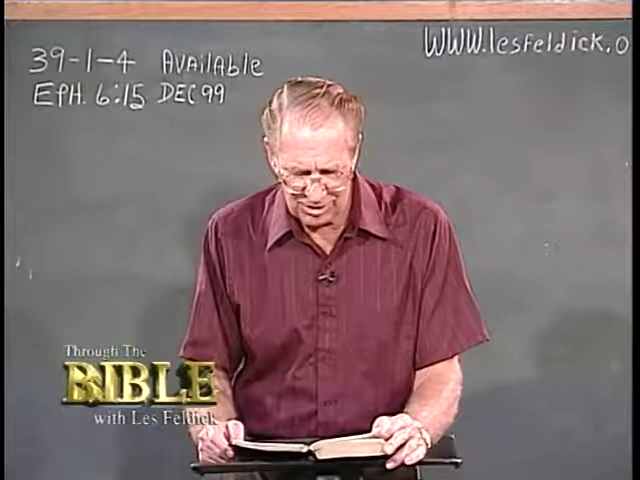 39-1-4 Available
EPH. 6:15 DEC 99
WWW.lesfeldick.o
Through The
BIBLE
with Les Feldick